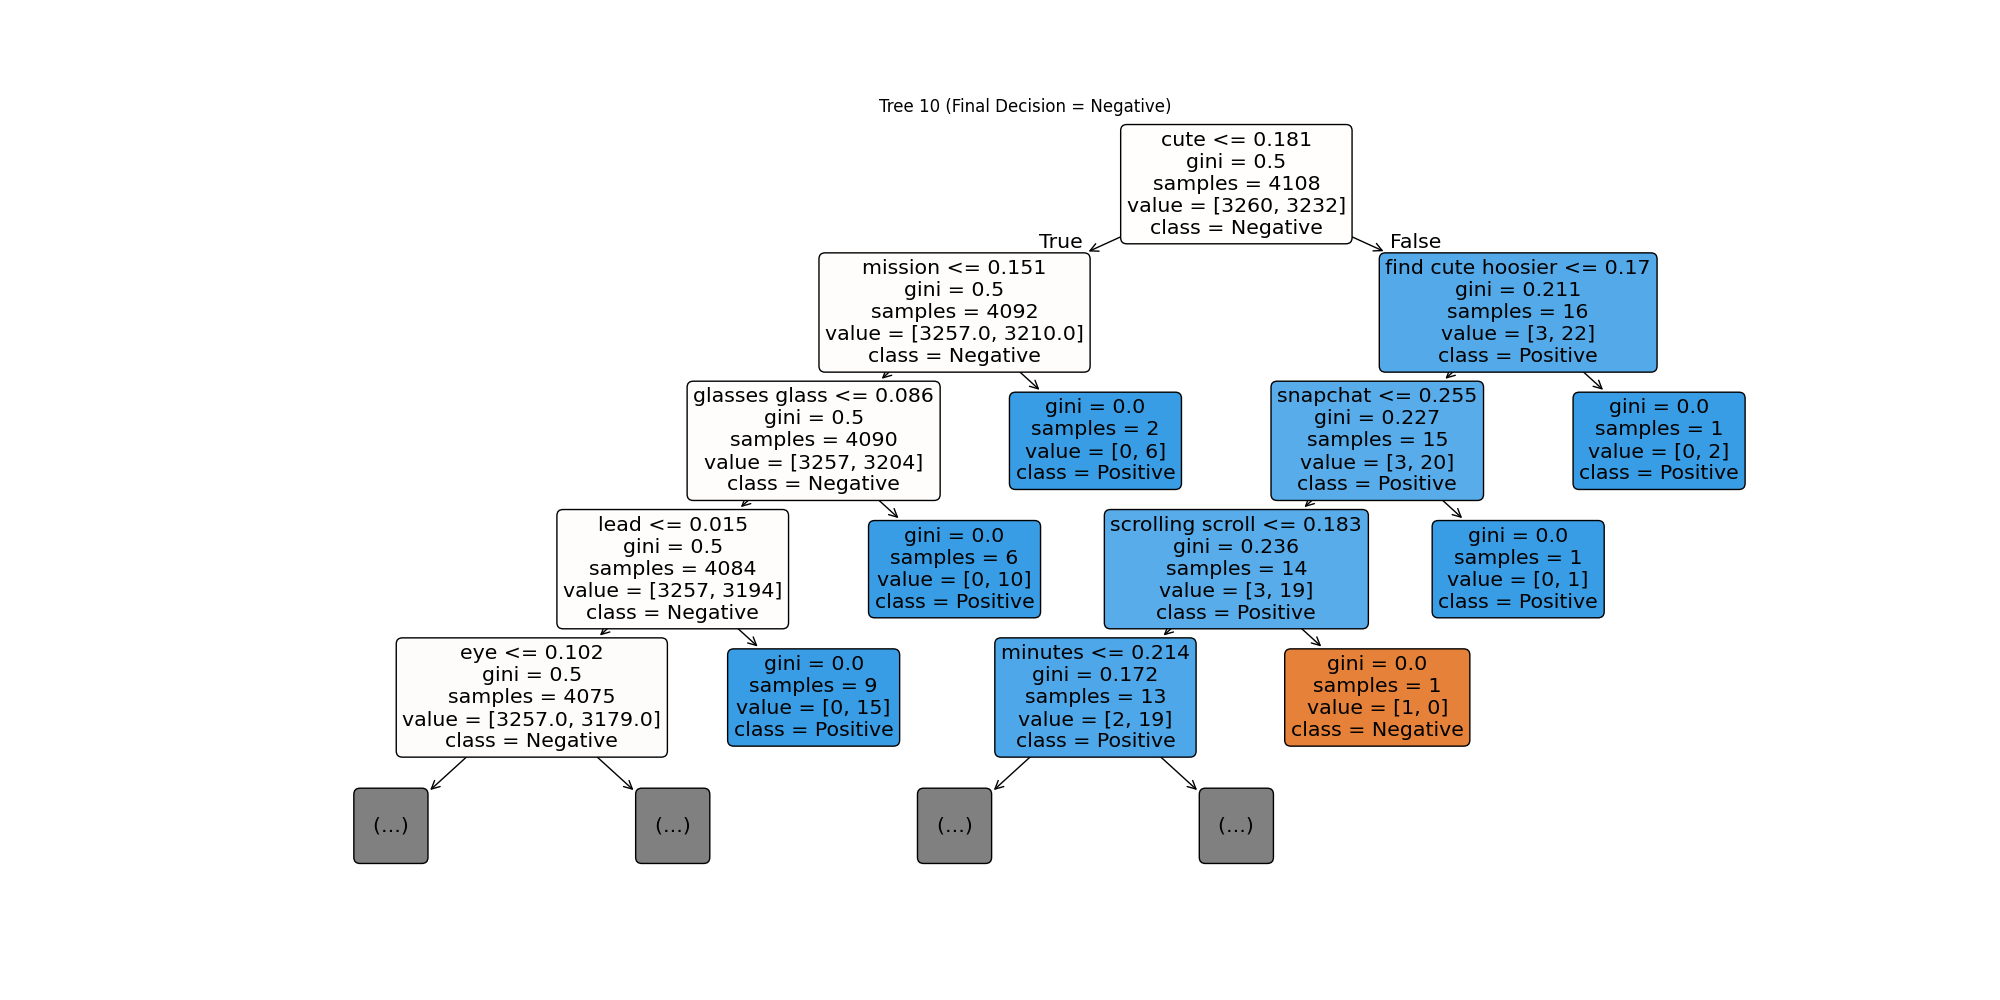 Tree 10 (Final Decision = Negative)
cute <= 0.181
gini = 0.5
samples = 4108
value = [3260, 3232]
class = Negative
True
False
mission <= 0.151
gini = 0.5
samples = 4092
value = [3257.0, 3210.0]
class = Negative
find cute hoosier <= 0.17
gini = 0.211
samples = 16
value = [3, 22]
class = Positive
glasses glass <= 0.086
gini = 0.5
samples = 4090
value = [3257, 3204]
class = Negative
gini = 0.0
samples = 2
value = [0, 6]
class = Positive
snapchat <= 0.255
gini = 0.227
samples = 15
value = [3, 20]
class = Positive
gini = 0.0
samples = 1
value = [0, 2]
class = Positive
lead <= 0.015
gini = 0.5
samples = 4084
value = [3257, 3194]
class = Negative
gini = 0.0
samples = 6
value = [0, 10]
class = Positive
scrolling scroll <= 0.183
gini = 0.236
samples = 14
value = [3, 19]
class = Positive
gini = 0.0
samples = 1
value = [0, 1]
class = Positive
eye <= 0.102
gini = 0.5
samples = 4075
value = [3257.0, 3179.0]
class = Negative
gini = 0.0
samples = 9
value = [0, 15]
class = Positive
minutes <= 0.214
gini = 0.172
samples = 13
value = [2, 19]
class = Positive
gini = 0.0
samples = 1
value = [1, 0]
class = Negative
(...)
(...)
(...)
(...)